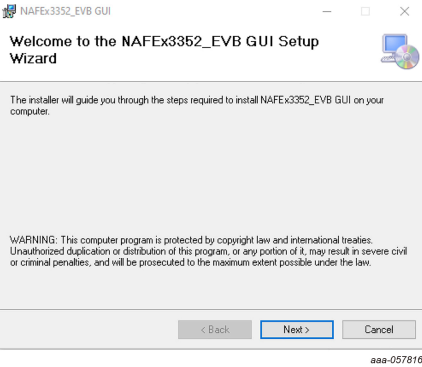 NAFEx3352_EVB GUI
Welcome to the NAFEx3352_EVB GUI Setup
Wizard
The installer will guide you through the steps required to install NAFEx3352_EVB GUI on your
computer.
WARNING: This computer program is protected by copyright law and international treaties.
Unauthorized duplication or distribution of this program, or any portion of it, may result in severe civil
or criminal penalties, and will be prosecuted to the maximum extent possible under the law.
< Back
Next >
Cancel
aaa-057816